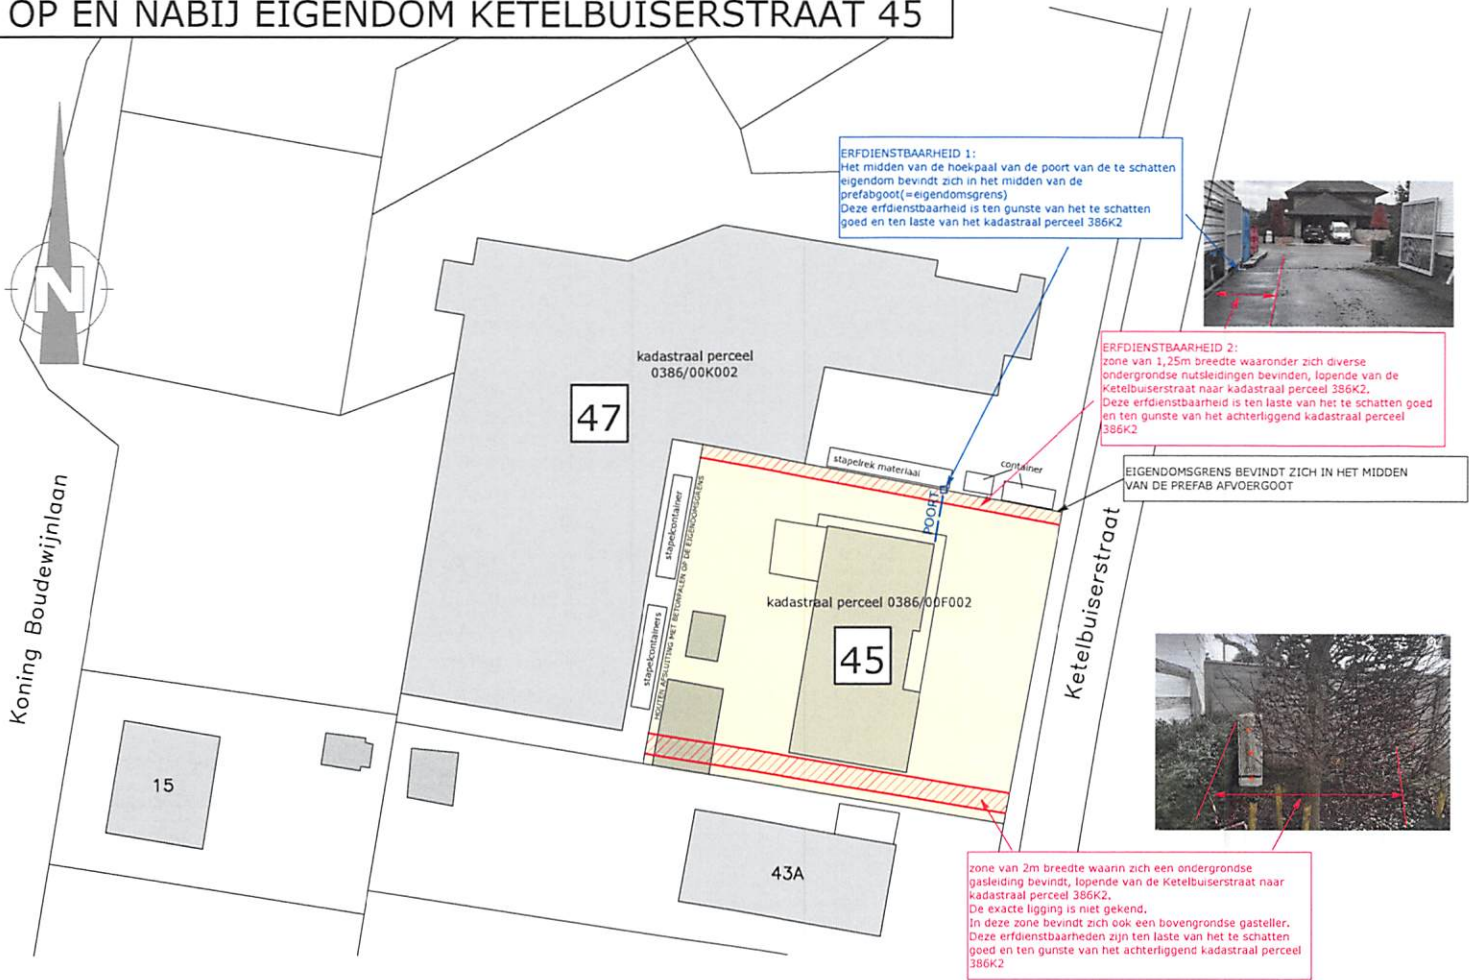 OP EN NABIJ EIGENDOM KETELBUISERSTRAAT 45
ERFDIENSTBAARHEID 1:
Het midden van de hoekpaal van de poort van de te schatten
eigendom bevindt zich in het midden van de
prefabgoot(=eigendomsgrens)
Deze erfdienstbaarheid is ten gunste van het te schatten
goed en ten laste van het kadastraal perceel 386K2
N
kadastraal perceel
0386/00K002
47
ERFDIENSTBAARHEID 2:
zone van 1,25m breedte waaronder zich diverse
ondergrondse nutsleidingen bevinden, lopende van de
Ketelbuiserstraat naar kadastraal perceel 386K2.
Deze erfdienstbaarheid is ten laste van het te schatten goed
en ten gunste van het achterliggend kadastraal perceel
386K2
stapelrek materiaal
container
EIGENDOMSGRENS BEVINDT ZICH IN HET MIDDEN
VAN DE PREFAB AFVOERGOOT
POORT
stapelcontainer
HOUTEN AFSLUITING MET BETONPALEN OP DE EIGENDOMSGRENS
stapelcontainers
kadastraal perceel 0386/00F002
45
Koning Boudewijnlaan
Ketelbuiserstraat
15
43A
zone van 2m breedte waarin zich een ondergrondse
gasleiding bevindt, lopende van de Ketelbuiserstraat naar
kadastraal perceel 386K2.
De exacte ligging is niet gekend.
In deze zone bevindt zich ook een bovengrondse gasteller.
Deze erfdienstbaarheden zijn ten laste van het te schatten
goed en ten gunste van het achterliggend kadastraal perceel
386K2